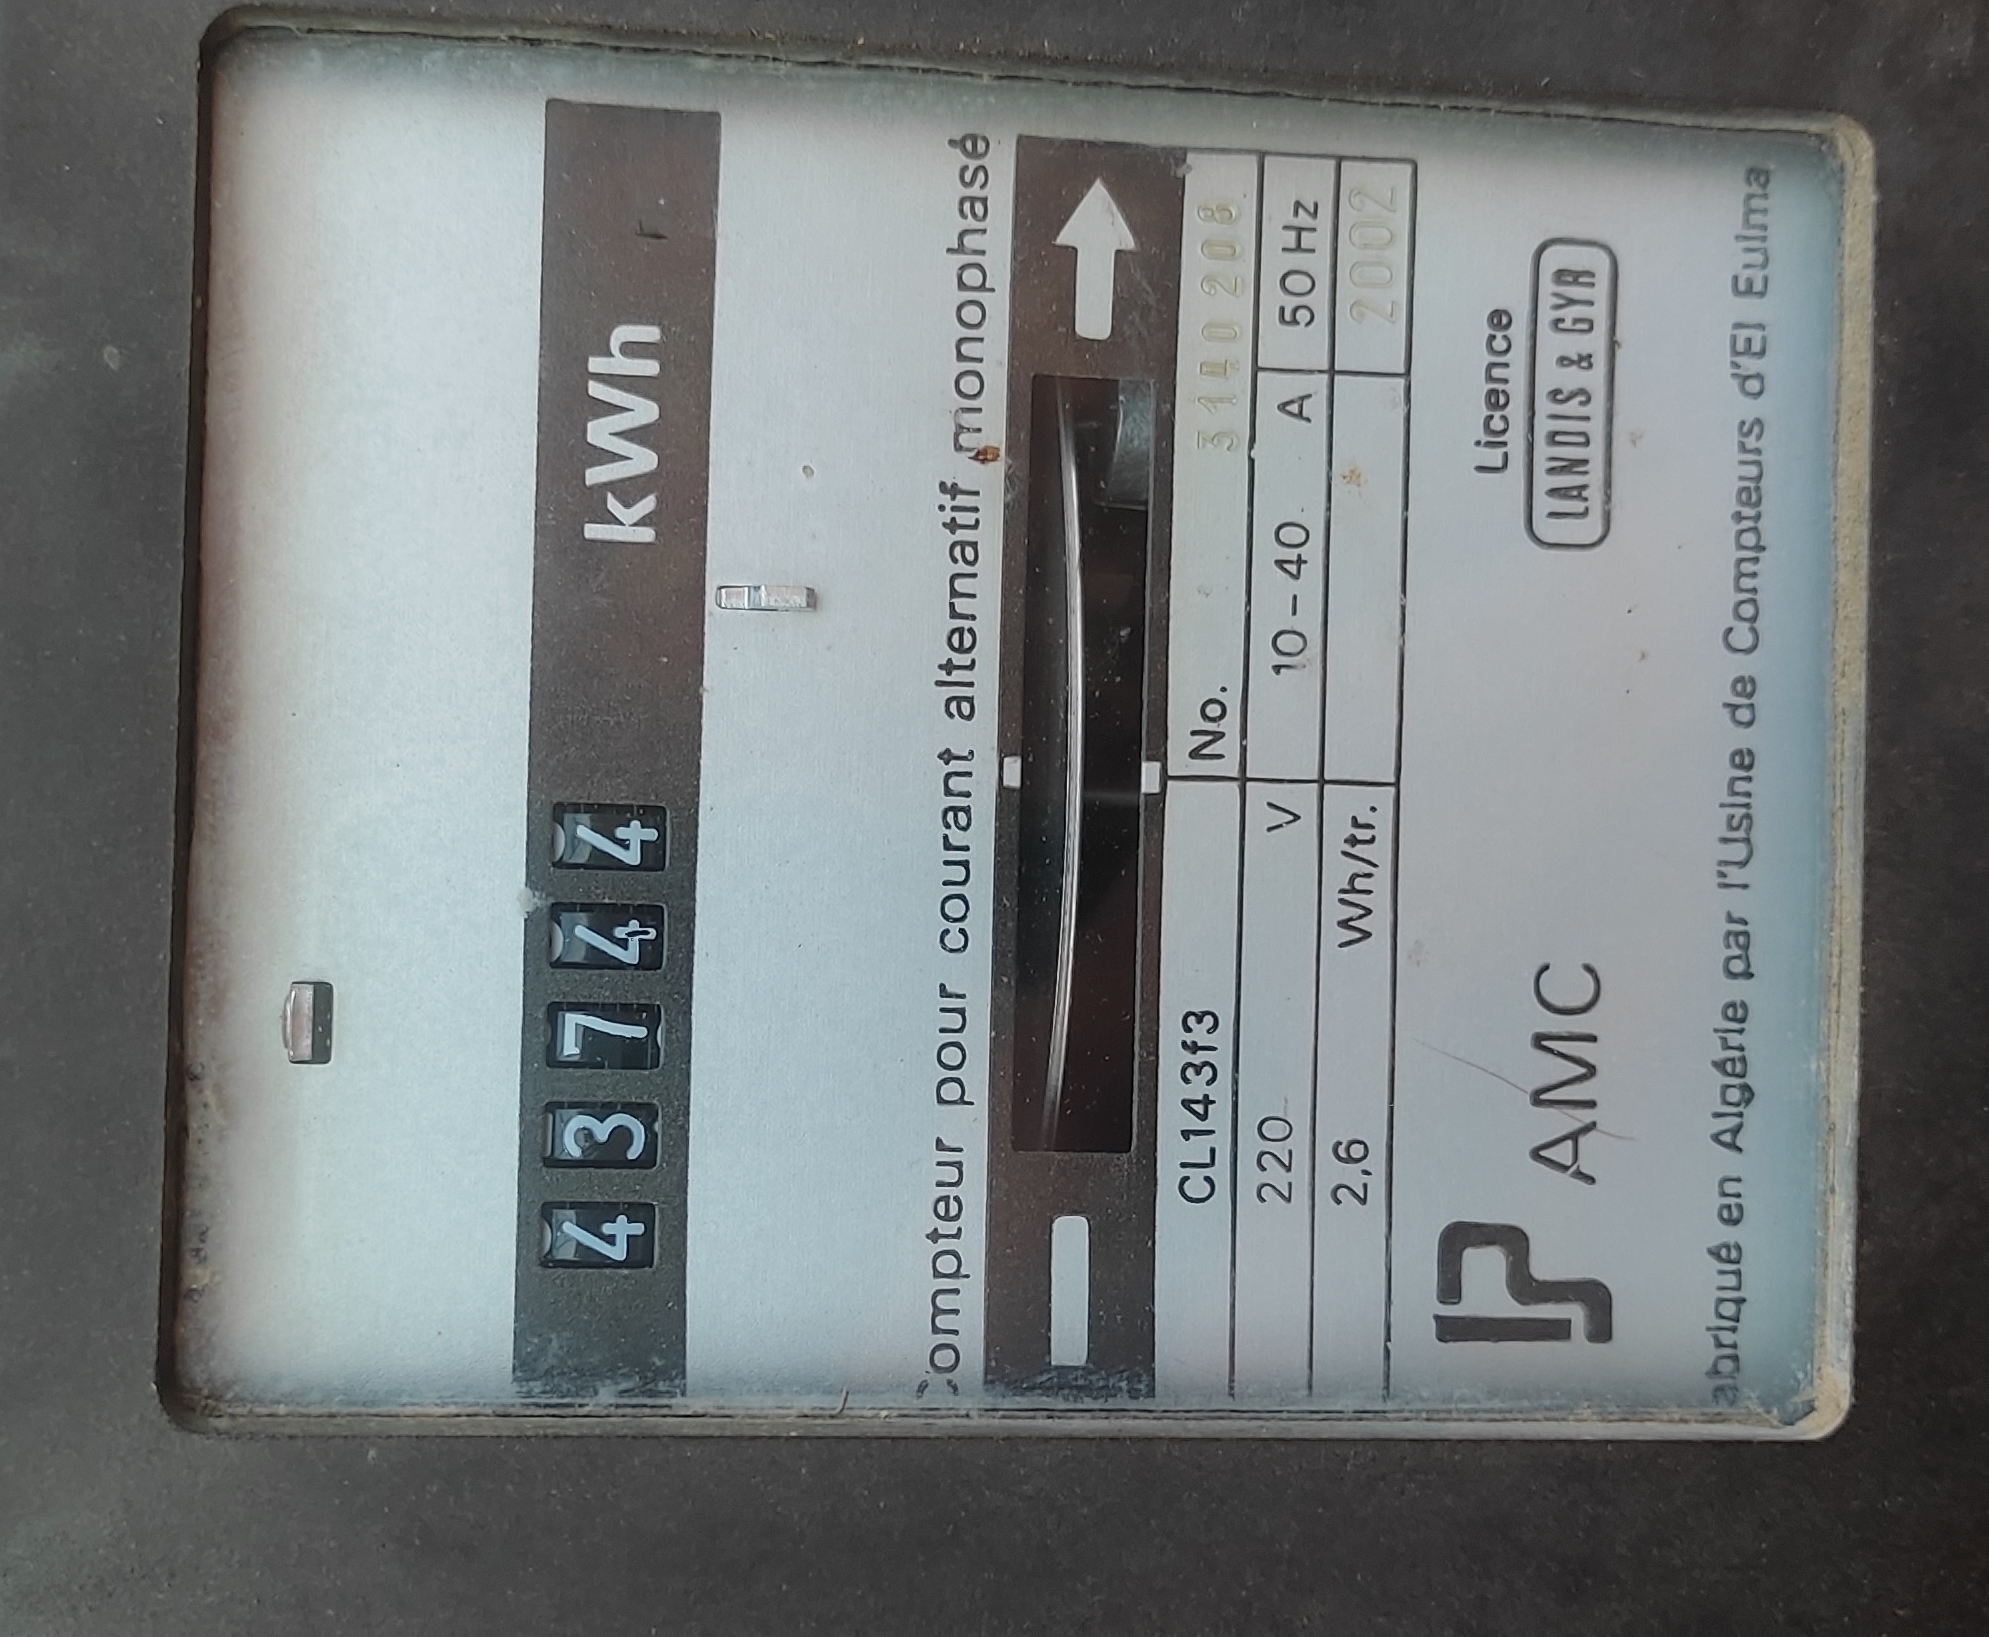 43744 kWh
Compteur pour courant alternatif monophasé
CL143f3 No. 3140208
220 V 10-40 A 50 Hz
2,6 Wh/tr. 2002
AMC
Licence
LANDIS & GYR
abriqué en Algérie par l'Usine de Compteurs d'El Eulma